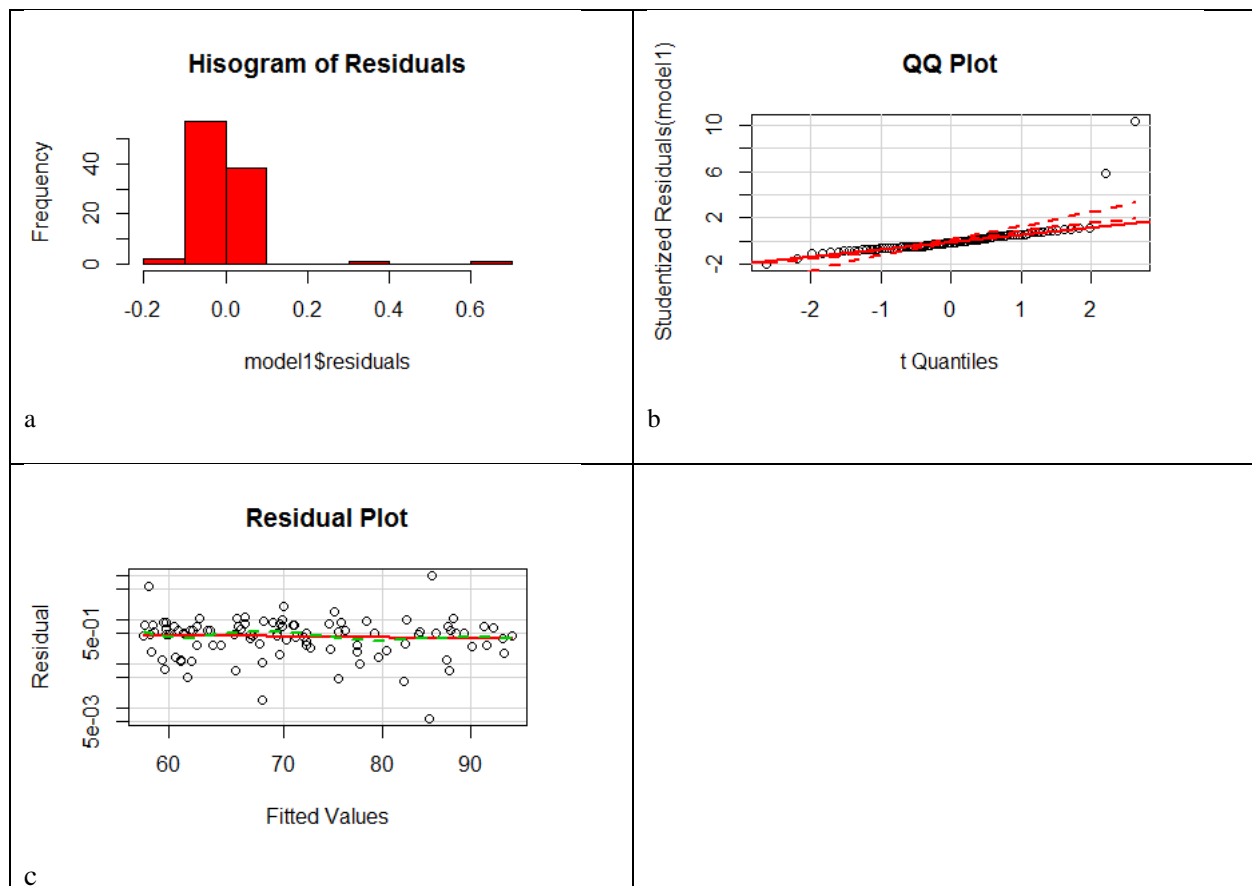 Hisogram of Residuals
Frequency
0
20
40
-0.2
0.0
0.2
0.4
0.6
model1$residuals
a
QQ Plot
Studentized Residuals(model1)
-2
2
6
10
-2
-1
0
1
2
t Quantiles
b
Residual Plot
Residual
5e-03
5e-01
60
70
80
90
Fitted Values
c